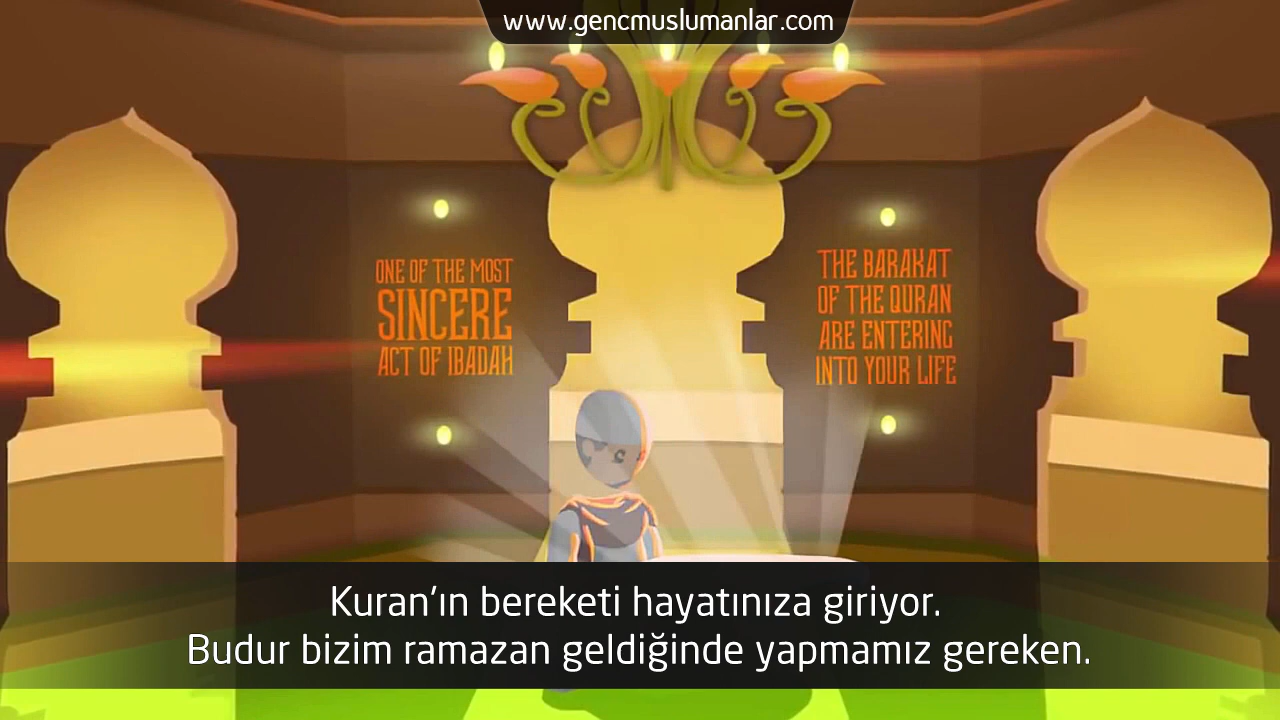 www.gencmuslumanlar.com
ONE OF THE MOST
SINCERE
ACT OF IBADAH
THE BARAKAT
OF THE QURAN
ARE ENTERING
INTO YOUR LIFE
Kuran’ın bereketi hayatınıza giriyor.
Budur bizim ramazan geldiğinde yapmamız gereken.